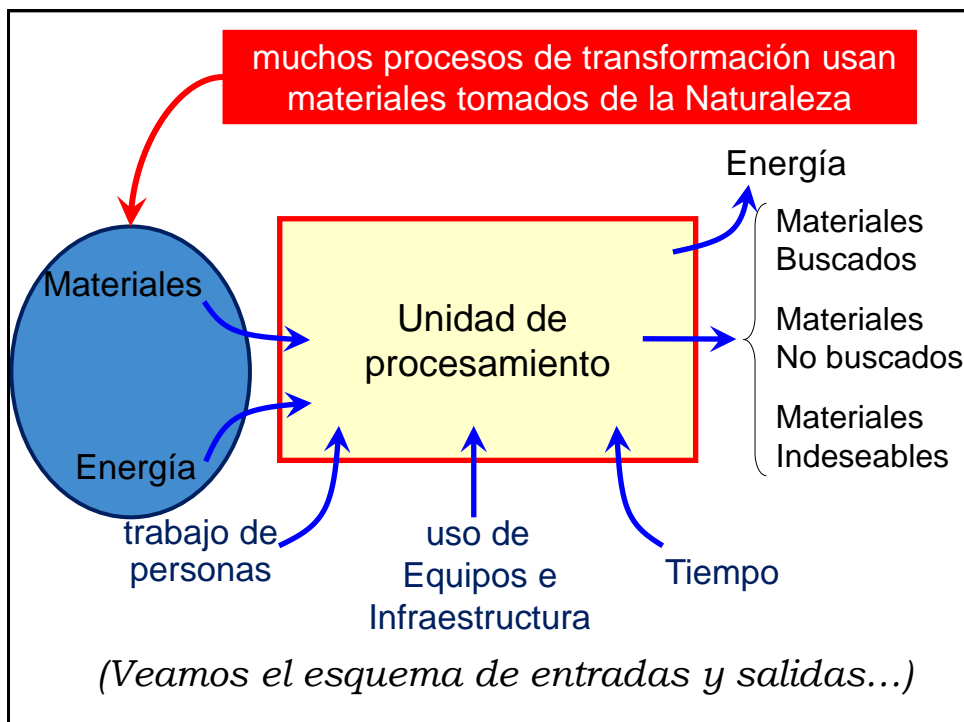 muchos procesos de transformación usan
materiales tomados de la Naturaleza
Energía
Materiales
Buscados
Materiales
No buscados
Materiales
Indeseables
Materiales
Energía
Unidad de
procesamiento
trabajo de
personas
uso de
Equipos e
Infraestructura
Tiempo
(Veamos el esquema de entradas y salidas…)